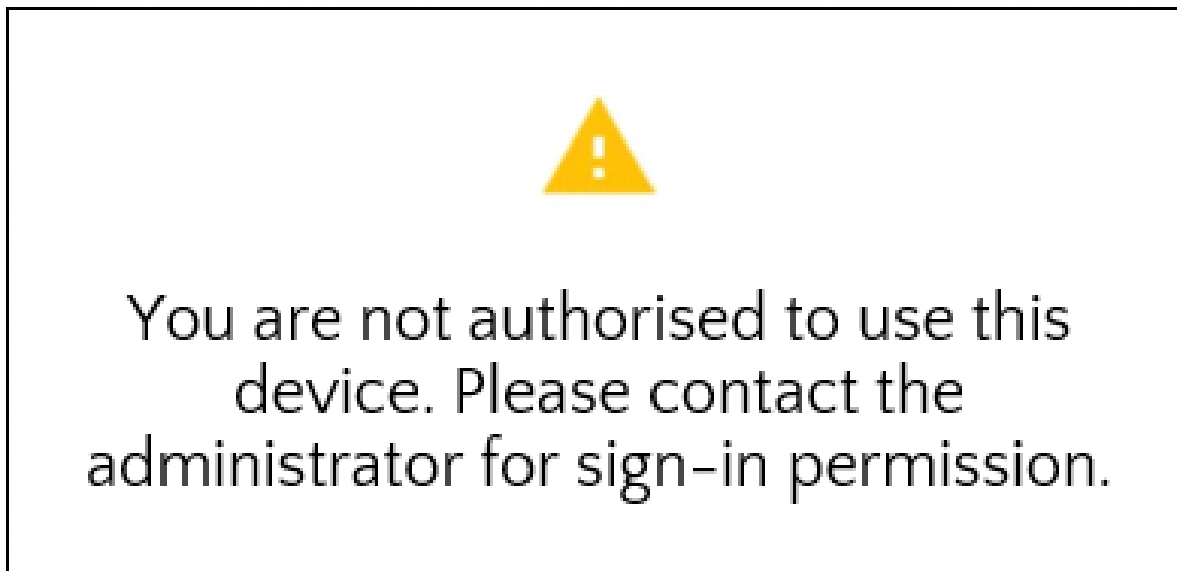 You are not authorised to use this
device. Please contact the
administrator for sign-in permission.